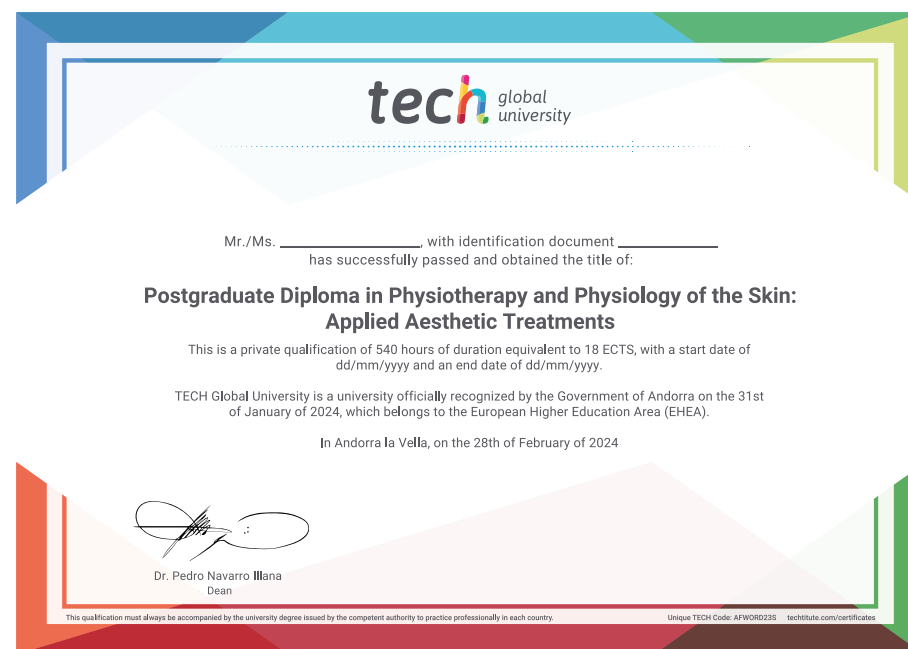 tech global university
Mr./Ms. ____________________, with identification document ______________
has successfully passed and obtained the title of:
Postgraduate Diploma in Physiotherapy and Physiology of the Skin:
Applied Aesthetic Treatments
This is a private qualification of 540 hours of duration equivalent to 18 ECTS, with a start date of
dd/mm/yyyy and an end date of dd/mm/yyyy.
TECH Global University is a university officially recognized by the Government of Andorra on the 31st
of January of 2024, which belongs to the European Higher Education Area (EHEA).
In Andorra la Vella, on the 28th of February of 2024
Dr. Pedro Navarro Illana
Dean
This qualification must always be accompanied by the university degree issued by the competent authority to practice professionally in each country.
Unique TECH Code: AFWORD23S techtitute.com/certificates